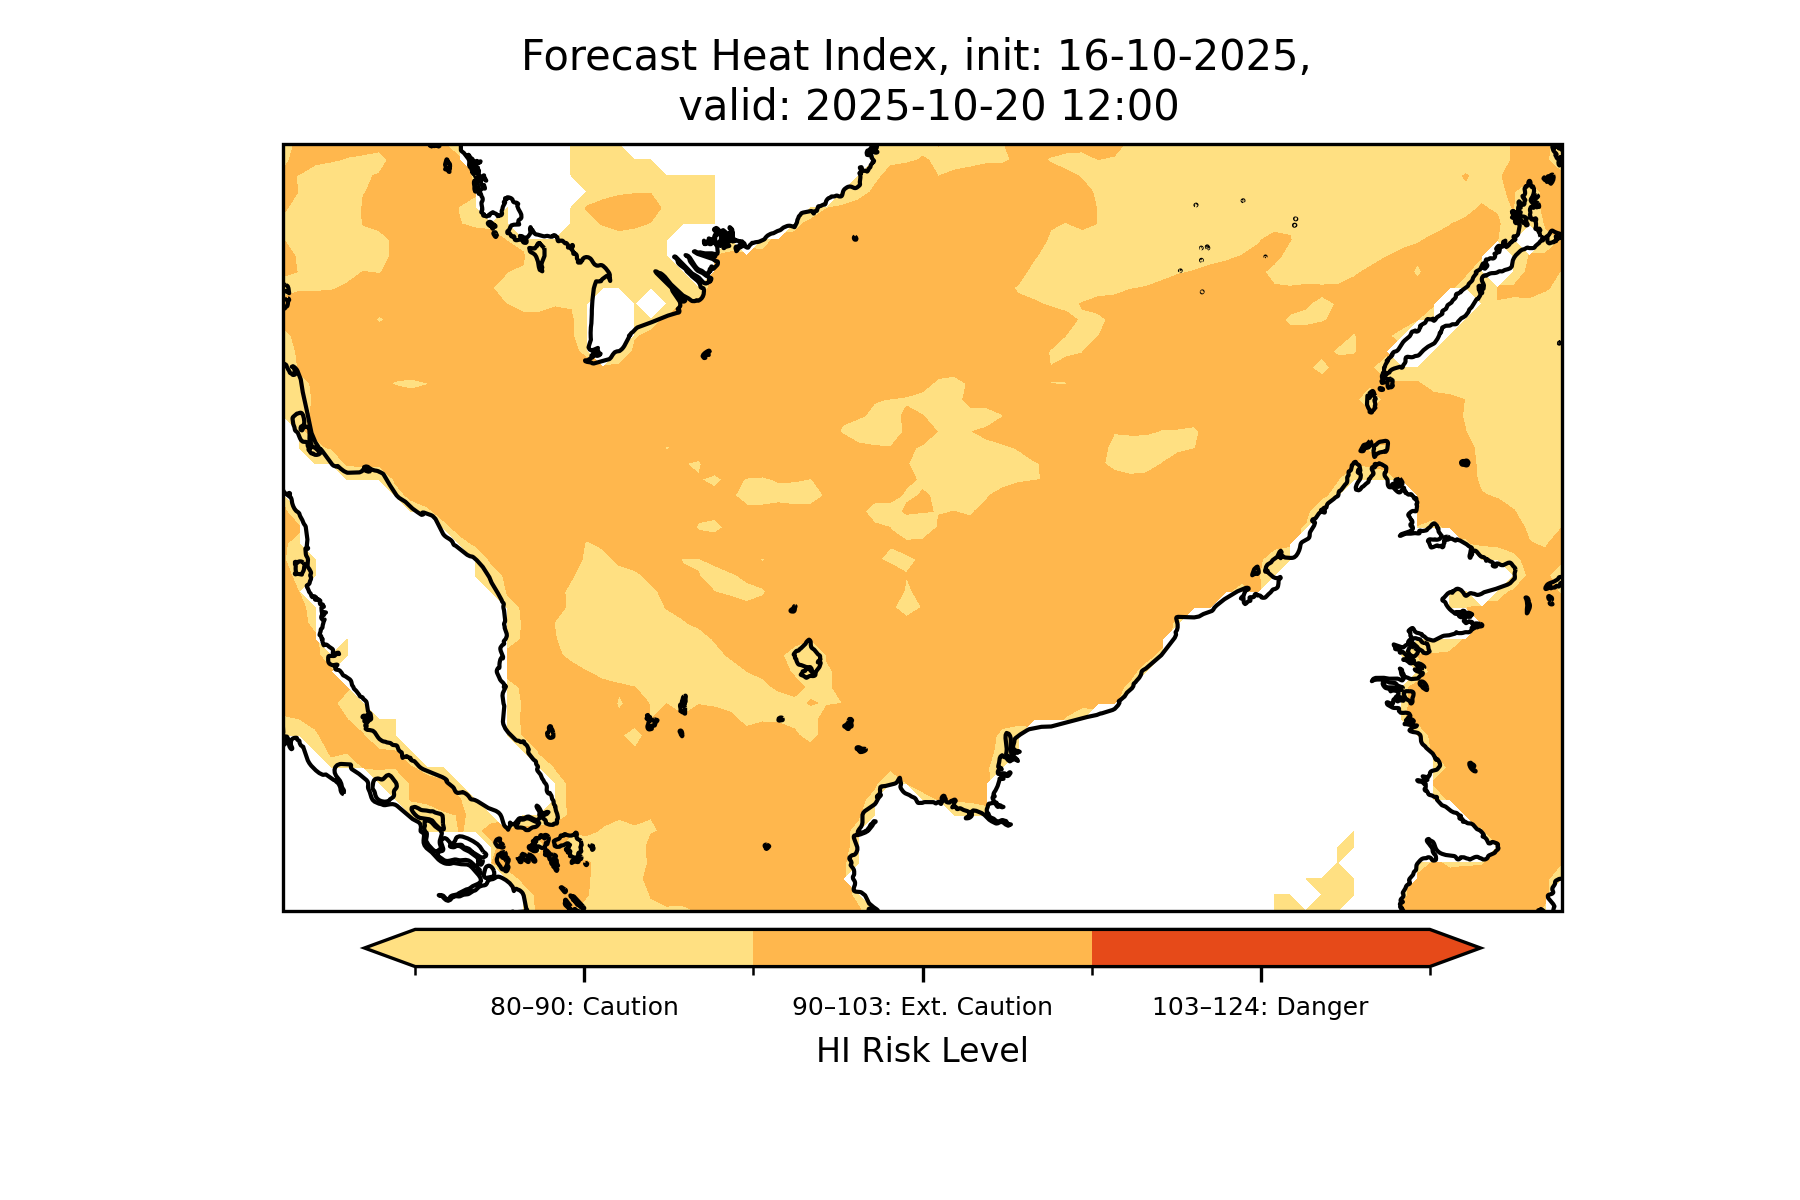 Forecast Heat Index, init: 16-10-2025,
valid: 2025-10-20 12:00
80–90: Caution
90–103: Ext. Caution
103–124: Danger
HI Risk Level